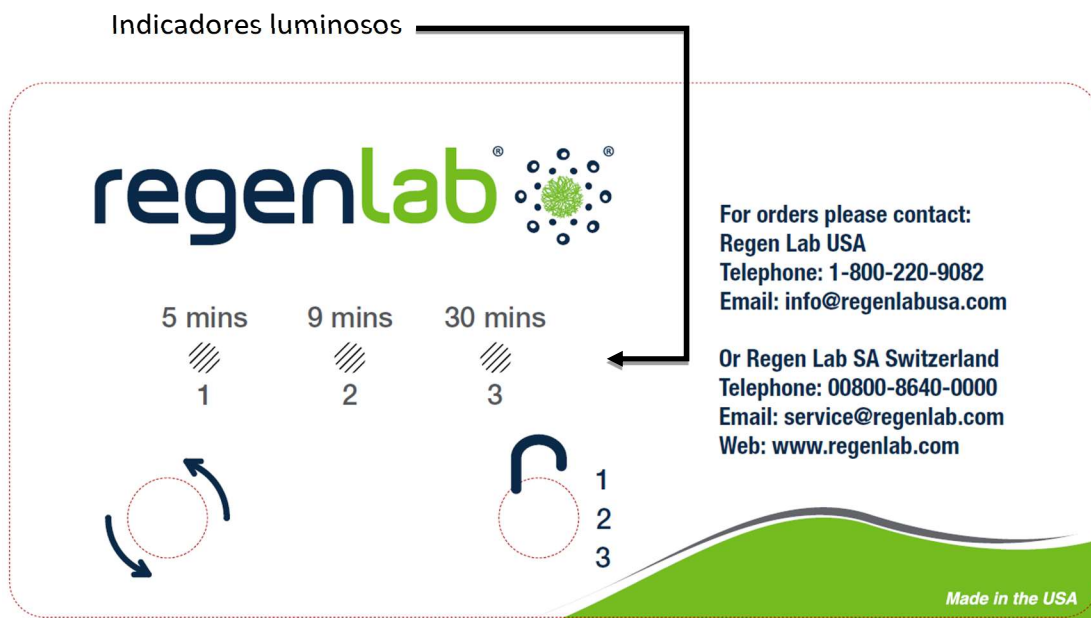 Indicadores luminosos
regenlab® ®
5 mins 9 mins 30 mins
1 2 3
1
2
3
For orders please contact:
Regen Lab USA
Telephone: 1-800-220-9082
Email: info@regenlabusa.com
Or Regen Lab SA Switzerland
Telephone: 00800-8640-0000
Email: service@regenlab.com
Web: www.regenlab.com
Made in the USA